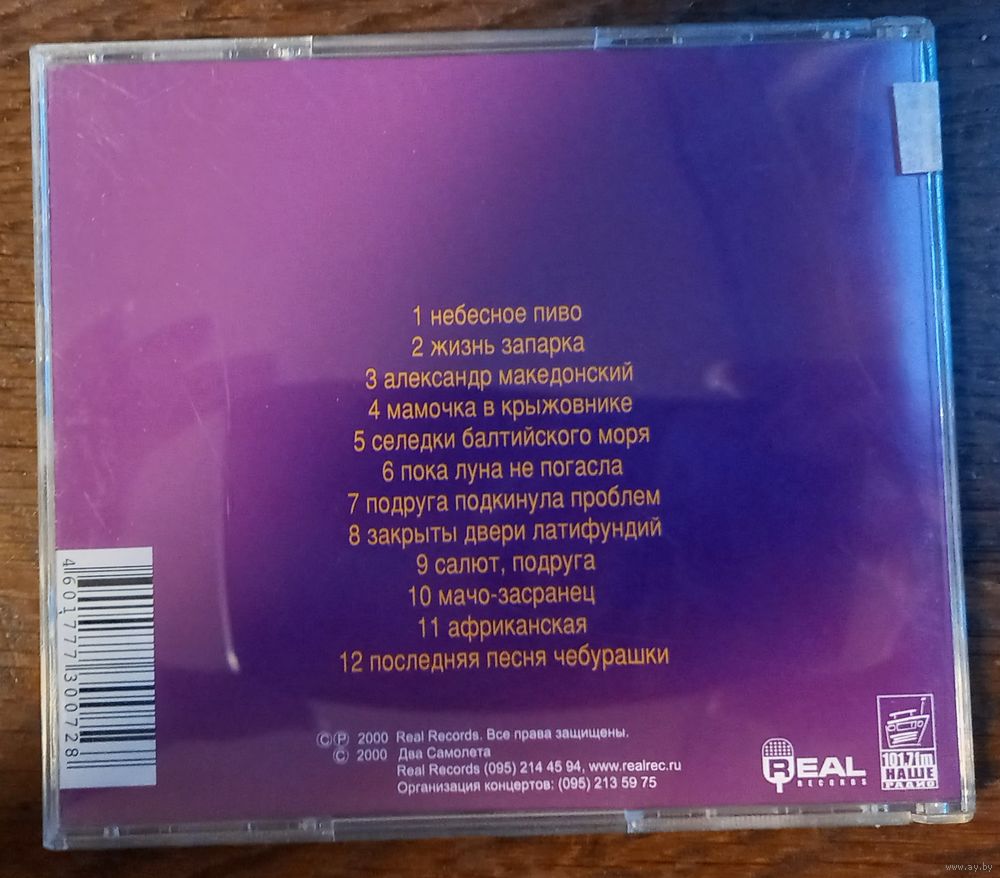 1 небесное пиво
2 жизнь запарка
3 александр македонский
4 мамочка в крыжовнике
5 селедки балтийского моря
6 пока луна не погасла
7 подруга подкинула проблем
8 закрыты двери латифундий
9 салют, подруга
10 мачо-засранец
11 африканская
12 последняя песня чебурашки
4601777300728
©℗ 2000 Real Records. Все права защищены.
© 2000 Два Самолета
Real Records (095) 214 45 94, www.realrec.ru
Организация концертов: (095) 213 59 75
REAL
RECORDS
101.7fm
НАШЕ
РАДИО
www.ay.by